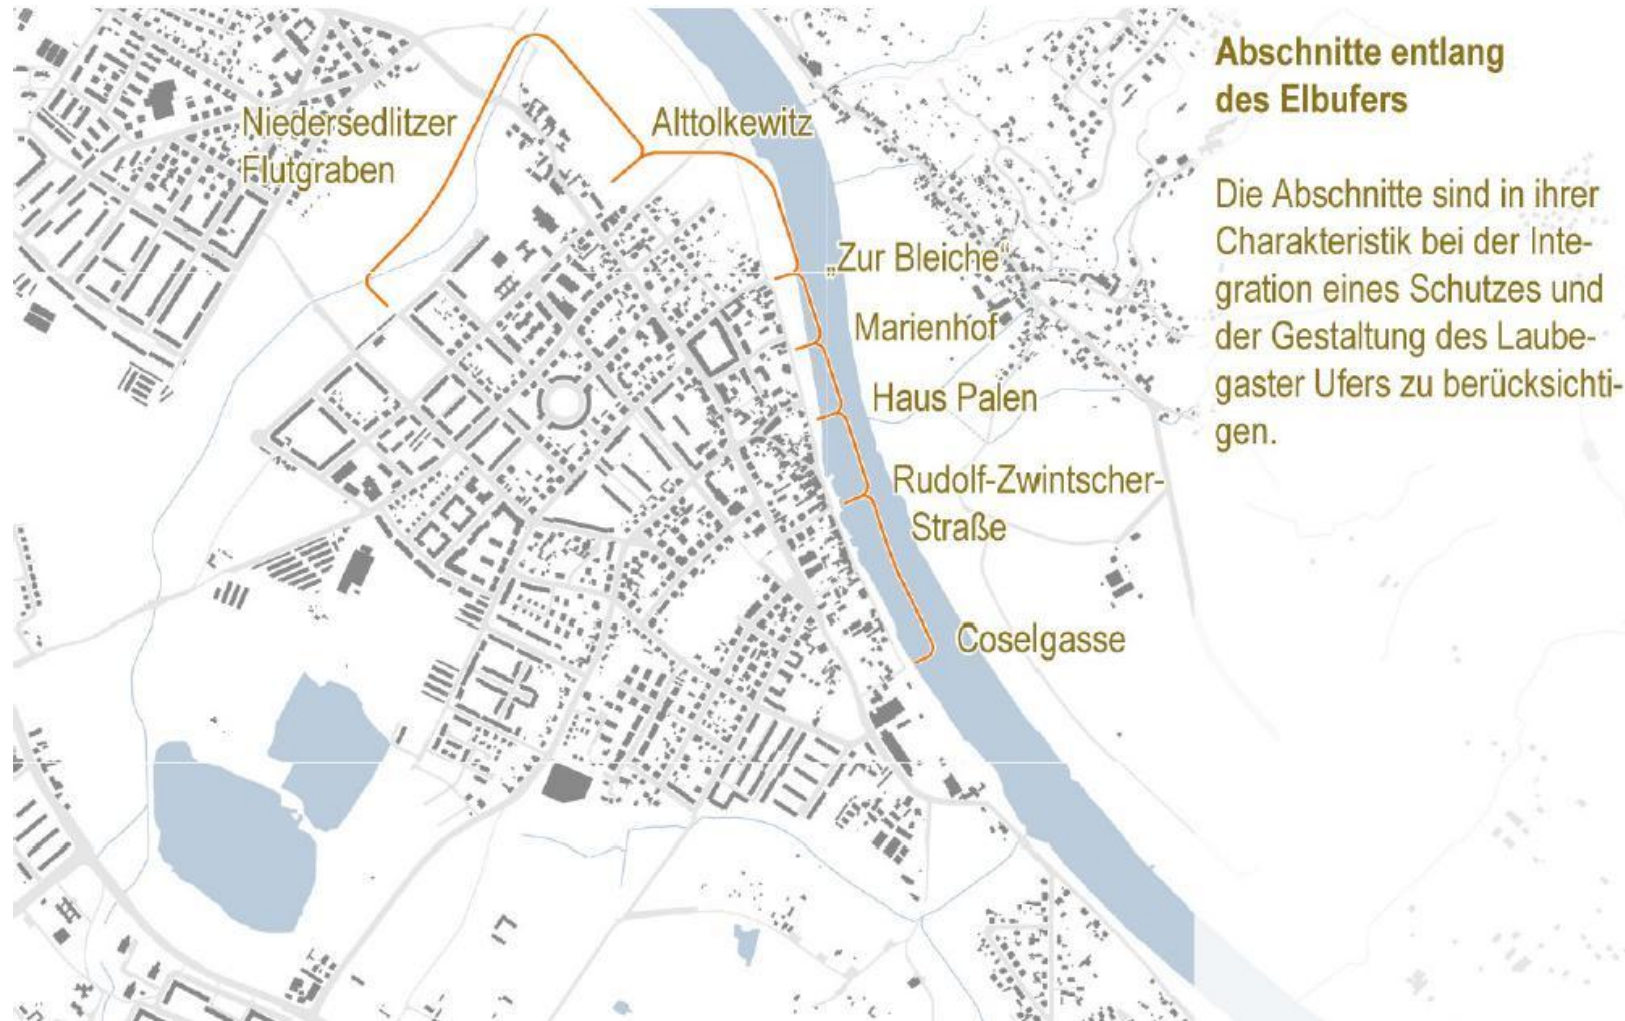 Abschnitte entlang
des Elbufers
Die Abschnitte sind in ihrer
Charakteristik bei der Inte-
gration eines Schutzes und
der Gestaltung des Laube-
gaster Ufers zu berücksichti-
gen.
Niedersedlitzer
Flutgraben
Alttolkewitz
„Zur Bleiche“
Marienhof
Haus Palen
Rudolf-Zwintscher-
Straße
Coselgasse